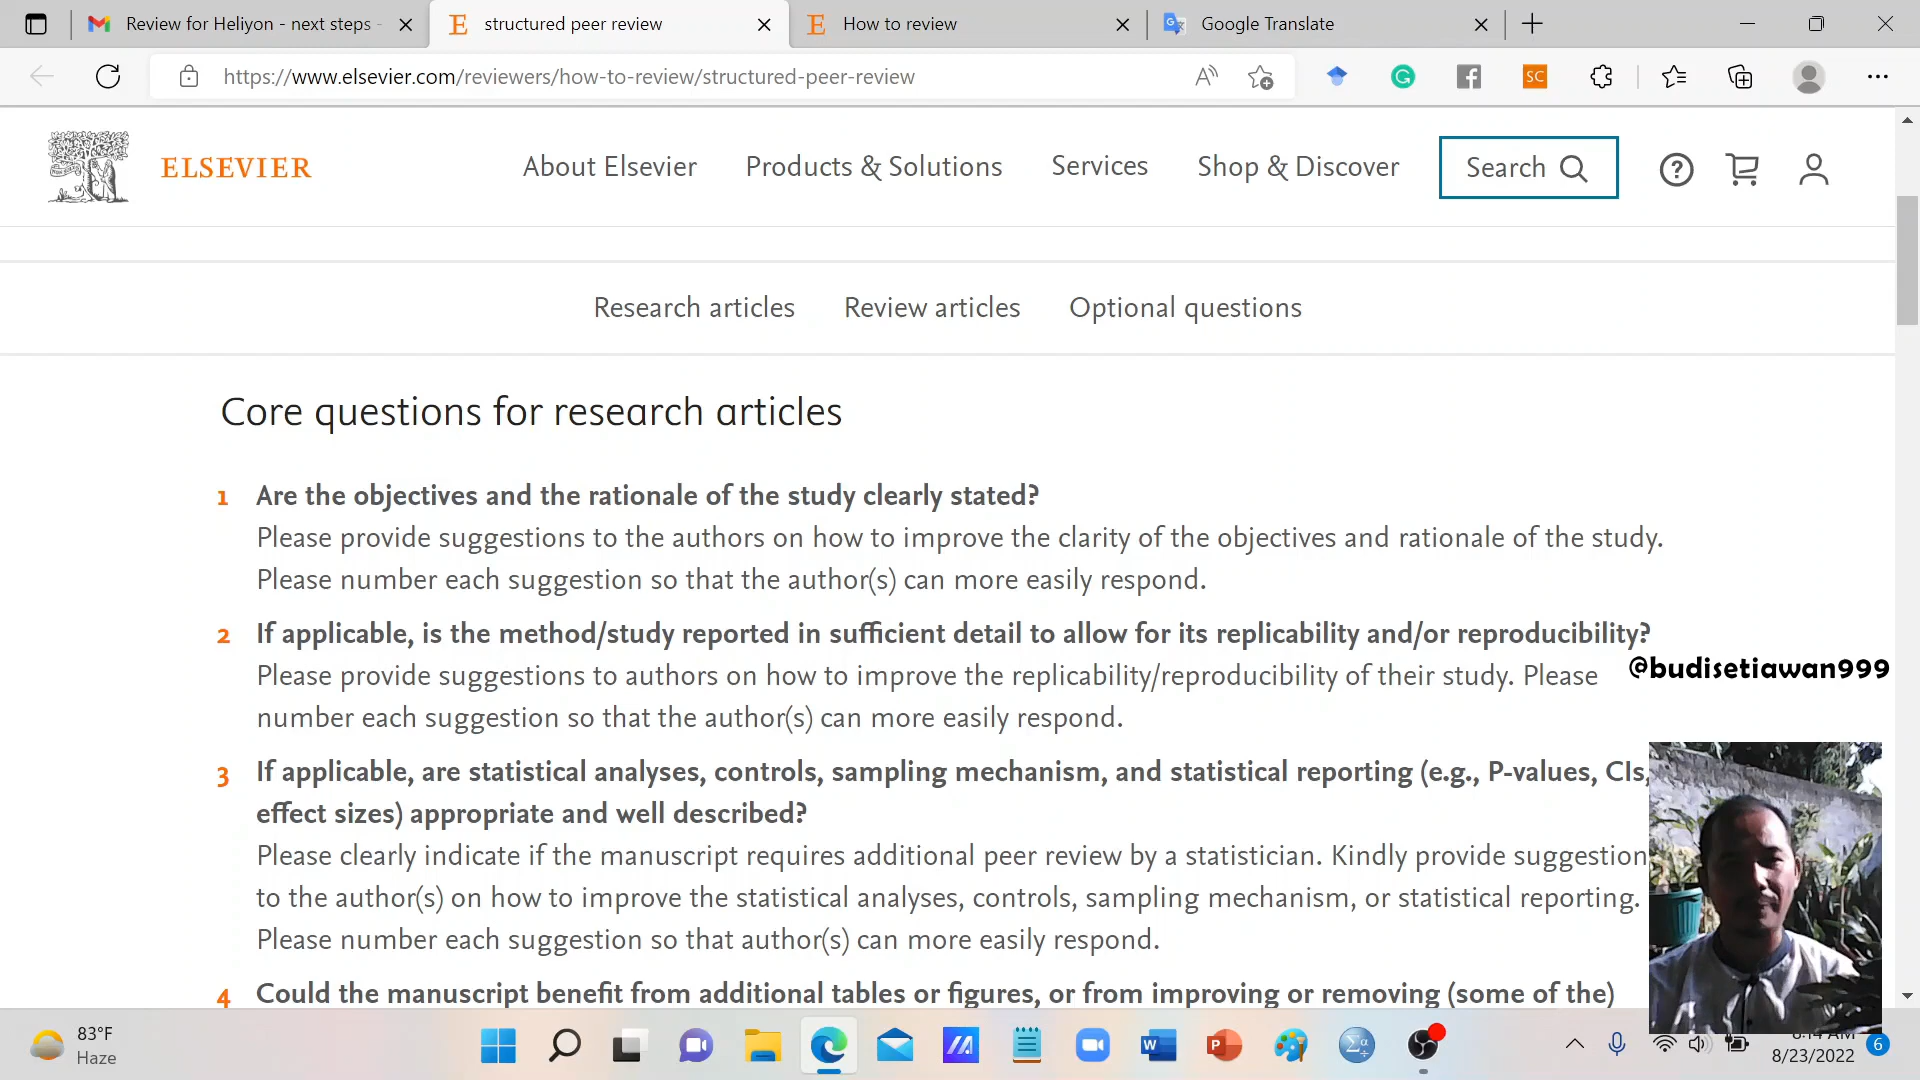 Review for Heliyon - next steps -
structured peer review
How to review
Google Translate
https://www.elsevier.com/reviewers/how-to-review/structured-peer-review
SC
ELSEVIER
About Elsevier
Products & Solutions
Services
Shop & Discover
Search
Research articles
Review articles
Optional questions
Core questions for research articles
1 Are the objectives and the rationale of the study clearly stated?
Please provide suggestions to the authors on how to improve the clarity of the objectives and rationale of the study.
Please number each suggestion so that the author(s) can more easily respond.
2 If applicable, is the method/study reported in sufficient detail to allow for its replicability and/or reproducibility?
Please provide suggestions to authors on how to improve the replicability/reproducibility of their study. Please
@budisetiawan999
number each suggestion so that the author(s) can more easily respond.
3 If applicable, are statistical analyses, controls, sampling mechanism, and statistical reporting (e.g., P-values, CIs,
effect sizes) appropriate and well described?
Please clearly indicate if the manuscript requires additional peer review by a statistician. Kindly provide suggestion
to the author(s) on how to improve the statistical analyses, controls, sampling mechanism, or statistical reporting.
Please number each suggestion so that author(s) can more easily respond.
4 Could the manuscript benefit from additional tables or figures, or from improving or removing (some of the)
83°F
Haze
8/23/2022
6